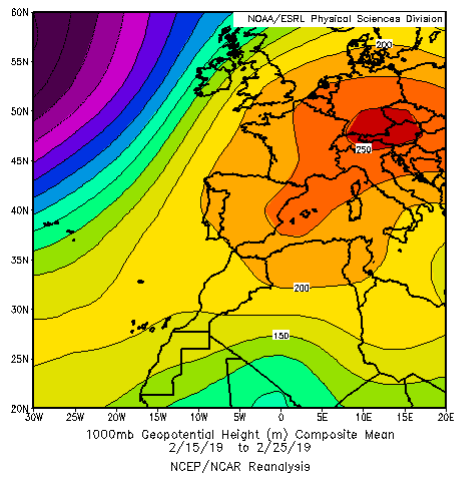 60N
NOAA/ESRL Physical Sciences Division
200
55N
50N
250
45N
40N
35N
200
30N
150
25N
20N
30W 25W 20W 15W 10W 5W 0 5E 10E 15E 20E
1000mb Geopotential Height (m) Composite Mean
2/15/19 to 2/25/19
NCEP/NCAR Reanalysis